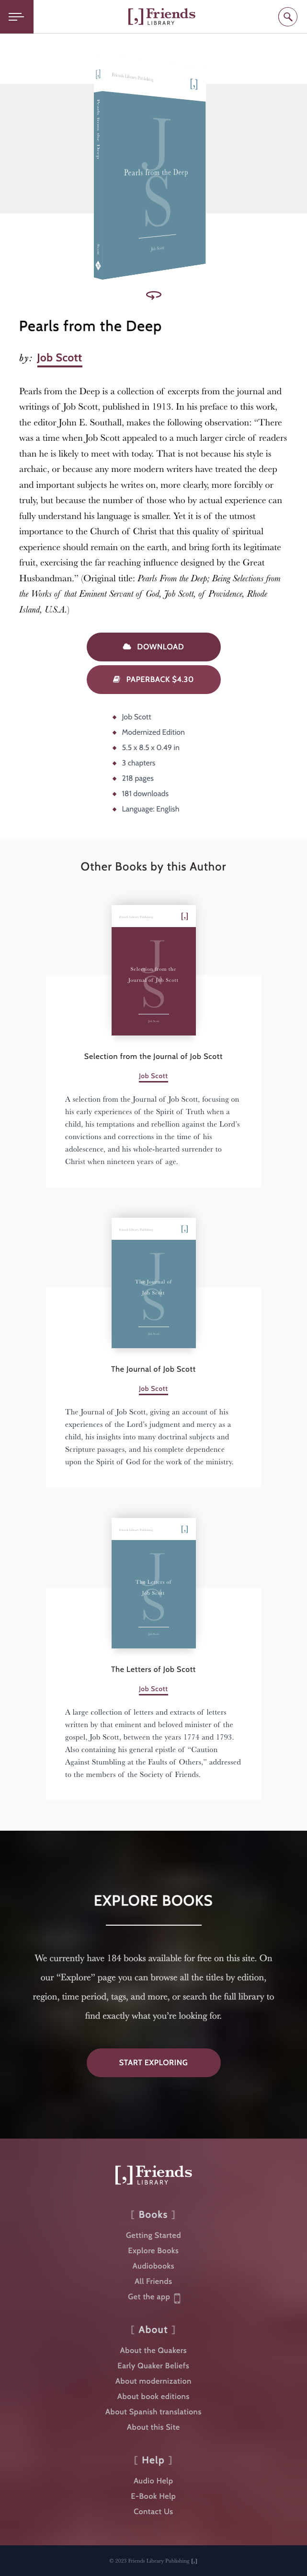 [,] Friends
LIBRARY
Friends Library Publishing
[,]
Pearls from the Deep
JS
Pearls from the Deep
Job Scott
Pearls from the Deep
by: Job Scott
Pearls from the Deep is a collection of excerpts from the journal and
writings of Job Scott, published in 1913. In his preface to this work,
the editor John E. Southall, makes the following observation: “There
was a time when Job Scott appealed to a much larger circle of readers
than he is likely to meet with today. That is not because his style is
archaic, or because any more modern writers have treated the deep
and important subjects he writes on, more clearly, more forcibly or
truly, but because the number of those who by actual experience can
fully understand his language is smaller. Yet it is of the utmost
importance to the Church of Christ that this quality of spiritual
experience should remain on the earth, and bring forth its legitimate
fruit, exercising the far reaching influence designed by the Great
Husbandman.” (Original title: Pearls From the Deep; Being Selections from
the Works of that Eminent Servant of God, Job Scott, of Providence, Rhode
Island, U.S.A.)
DOWNLOAD
PAPERBACK $4.30
Job Scott
Modernized Edition
5.5 x 8.5 x 0.49 in
3 chapters
218 pages
181 downloads
Language: English
Other Books by this Author
Friends Library Publishing [,]
JS
Selection from the
Journal of Job Scott
Job Scott
Selection from the Journal of Job Scott
Job Scott
A selection from the Journal of Job Scott, focusing on
his early experiences of the Spirit of Truth when a
child, his temptations and rebellion against the Lord’s
convictions and corrections in the time of his
adolescence, and his whole-hearted surrender to
Christ when nineteen years of age.
Friends Library Publishing [,]
JS
The Journal of
Job Scott
Job Scott
The Journal of Job Scott
Job Scott
The Journal of Job Scott, giving an account of his
experiences of the Lord’s judgment and mercy as a
child, his insights into many doctrinal subjects and
Scripture passages, and his complete dependence
upon the Spirit of God for the work of the ministry.
Friends Library Publishing [,]
JS
The Letters of
Job Scott
Job Scott
The Letters of Job Scott
Job Scott
A large collection of letters and extracts of letters
written by that eminent and beloved minister of the
gospel, Job Scott, between the years 1774 and 1793.
Also containing his general epistle of “Caution
Against Stumbling at the Faults of Others,” addressed
to the members of the Society of Friends.
EXPLORE BOOKS
We currently have 184 books available for free on this site. On
our “Explore” page you can browse all the titles by edition,
region, time period, tags, and more, or search the full library to
find exactly what you’re looking for.
START EXPLORING
[,] Friends
LIBRARY
[ Books ]
Getting Started
Explore Books
Audiobooks
All Friends
Get the app
[ About ]
About the Quakers
Early Quaker Beliefs
About modernization
About book editions
About Spanish translations
About this Site
[ Help ]
Audio Help
E-Book Help
Contact Us
© 2023 Friends Library Publishing [,]